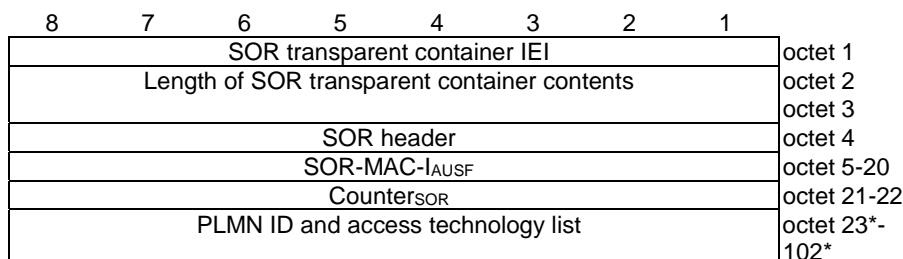 8 7 6 5 4 3 2 1
SOR transparent container IEI octet 1
Length of SOR transparent container contents octet 2
octet 3
SOR header octet 4
SOR-MAC-IAUSF octet 5-20
CounterSOR octet 21-22
PLMN ID and access technology list octet 23*-
102*